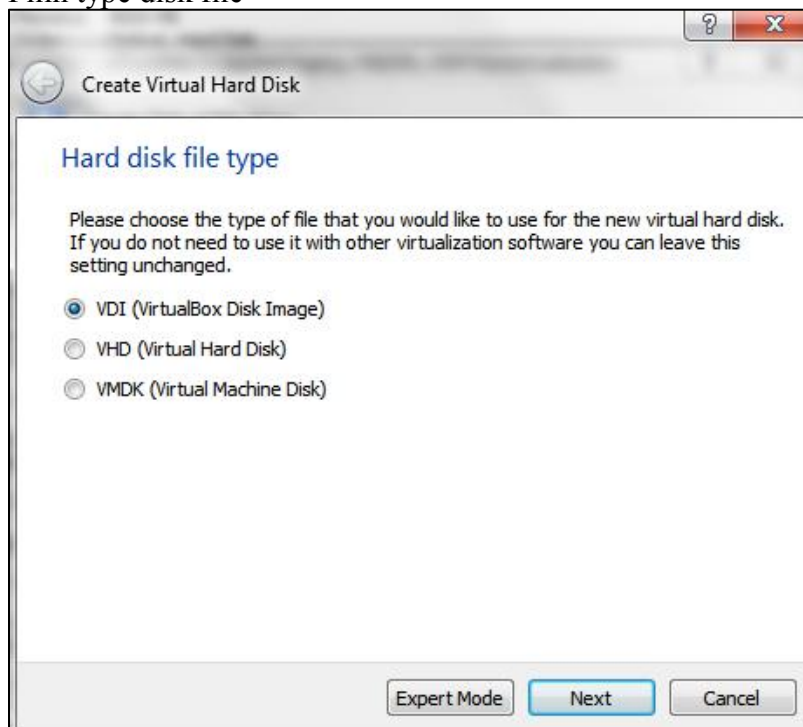 Create Virtual Hard Disk
Hard disk file type
Please choose the type of file that you would like to use for the new virtual hard disk.
If you do not need to use it with other virtualization software you can leave this
setting unchanged.
VDI (VirtualBox Disk Image)
VHD (Virtual Hard Disk)
VMDK (Virtual Machine Disk)
Expert Mode
Next
Cancel